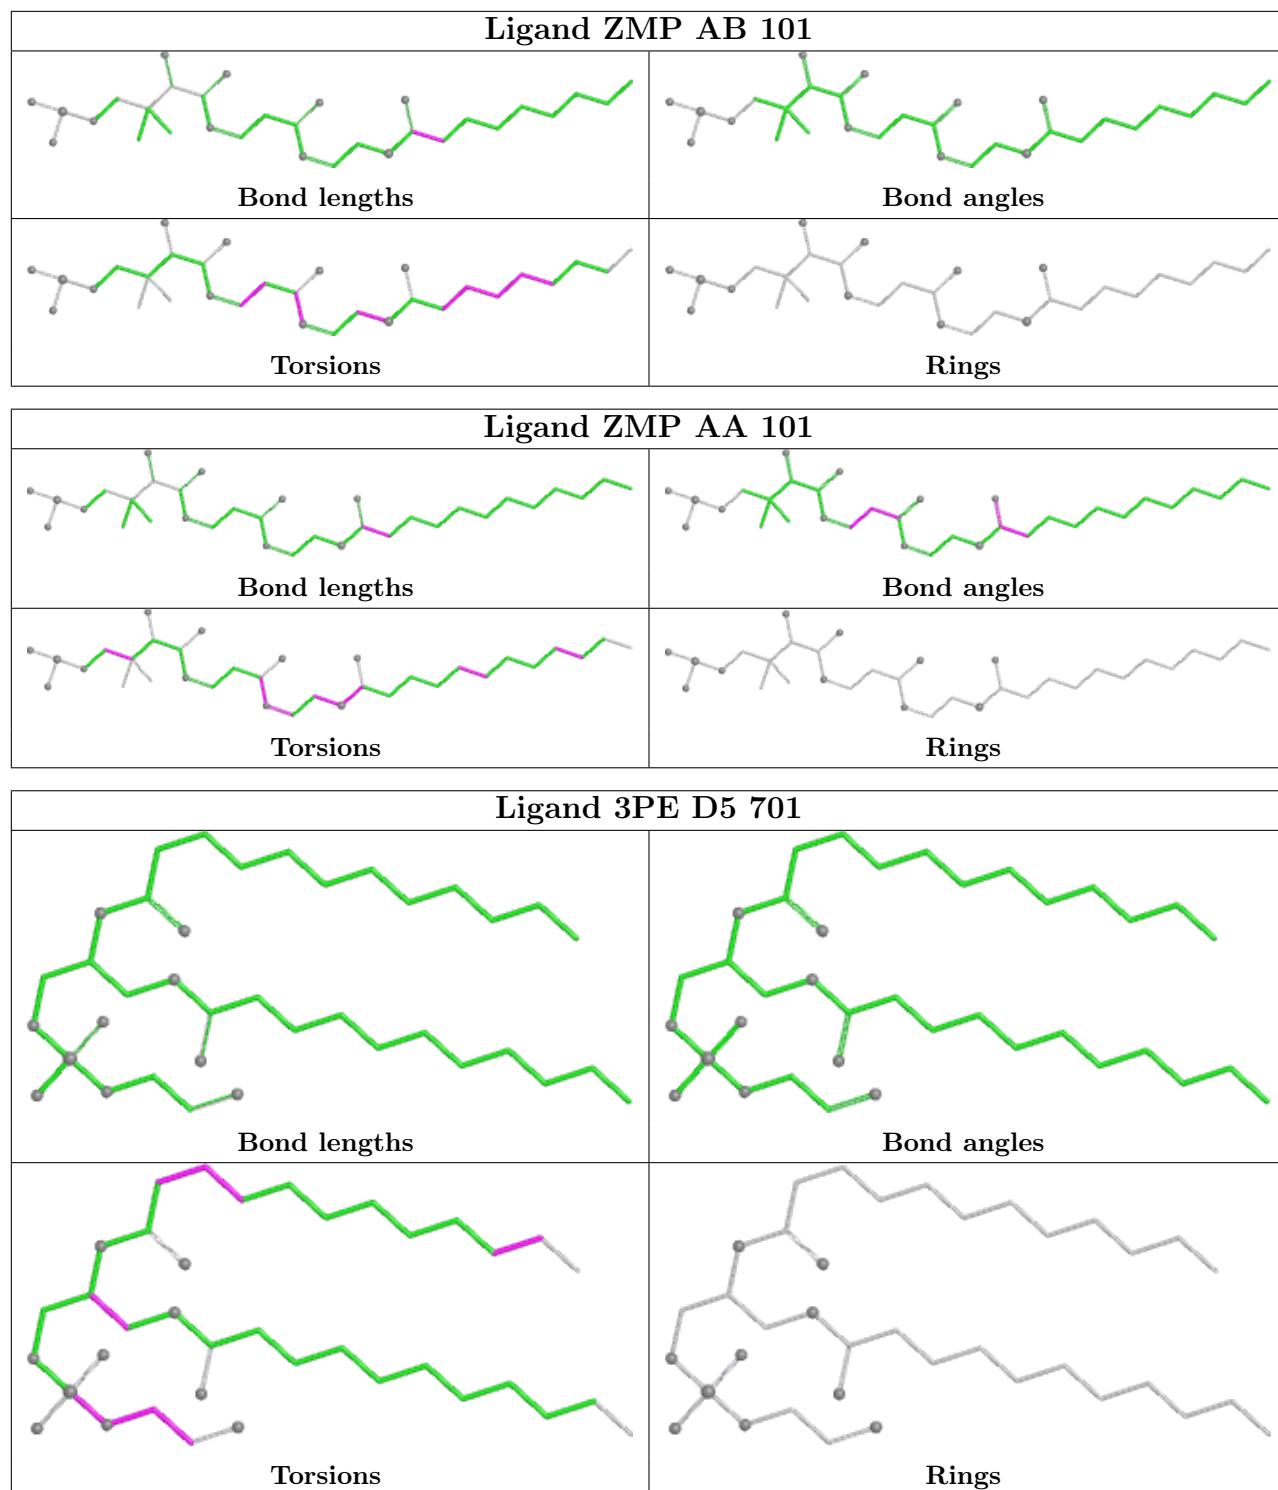 Ligand ZMP AB 101
Bond lengths
Bond angles
Torsions
Rings
Ligand ZMP AA 101
Bond lengths
Bond angles
Torsions
Rings
Ligand 3PE D5 701
Bond lengths
Bond angles
Torsions
Rings